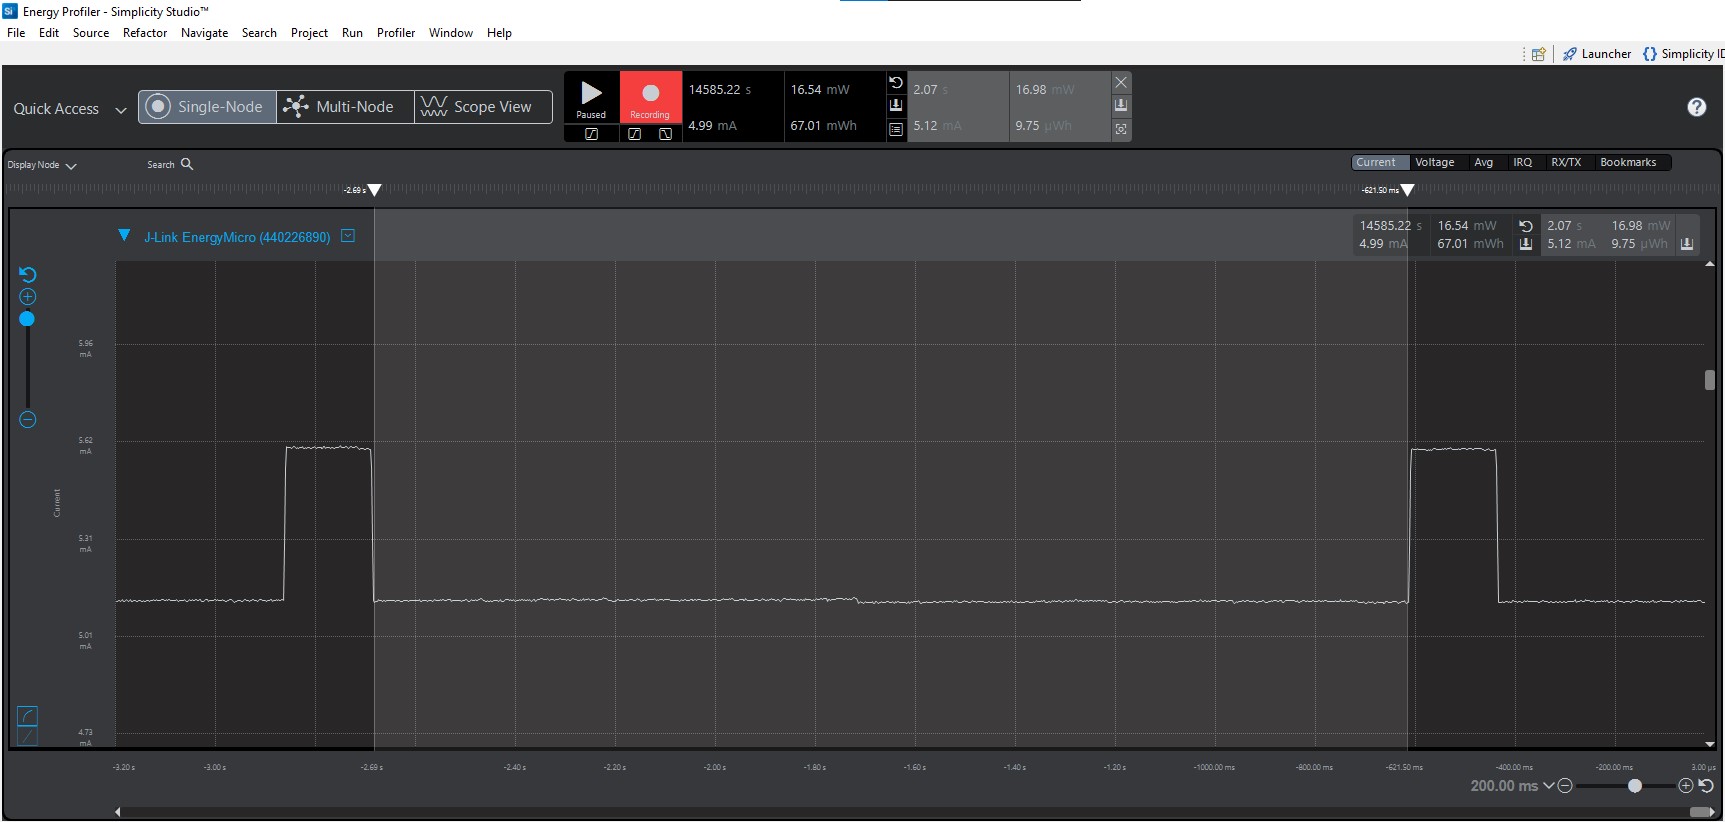 Energy Profiler - Simplicity Studio™
File Edit Source Refactor Navigate Search Project Run Profiler Window Help
Launcher Simplicity ID
Quick Access Single-Node Multi-Node Scope View
Paused Recording
14585.22 s 16.54 mW 2.07 s 16.98 mW
4.99 mA 67.01 mWh 5.12 mA 9.75 µWh
Display Node Search Current Voltage Avg IRQ RX/TX Bookmarks
-2.69 s -621.50 ms
J-Link EnergyMicro (440226890)
14585.22 s 16.54 mW 2.07 s 16.98 mW
4.99 mA 67.01 mWh 5.12 mA 9.75 µWh
5.96
mA
5.62
mA
Current
5.31
mA
5.01
mA
4.73
mA
-3.20 s -3.00 s -2.69 s -2.40 s -2.20 s -2.00 s -1.80 s -1.60 s -1.40 s -1.20 s -1000.00 ms -800.00 ms -621.50 ms -400.00 ms -200.00 ms 3.00 µs
200.00 ms